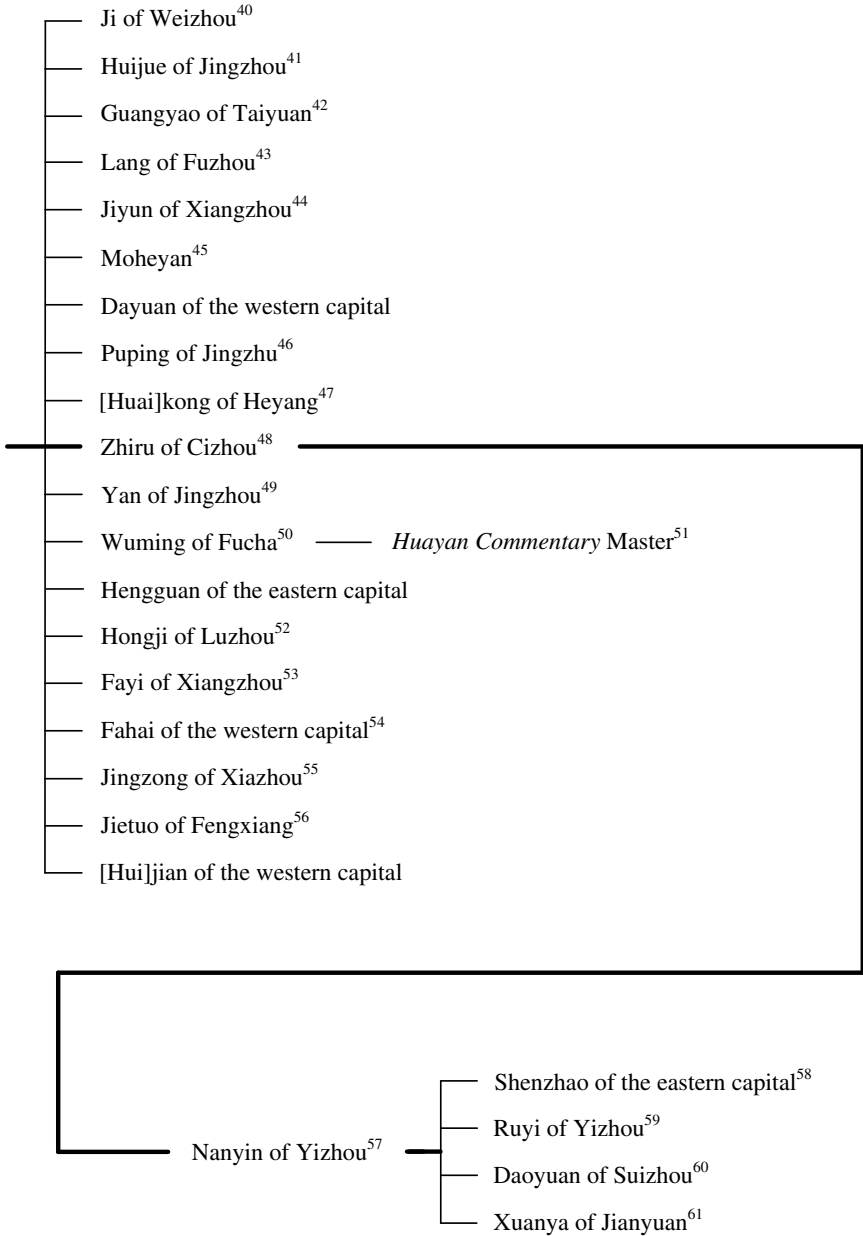 Ji of Weizhou40
Huijue of Jingzhou41
Guangyao of Taiyuan42
Lang of Fuzhou43
Jiyun of Xiangzhou44
Moheyan45
Dayuan of the western capital
Puping of Jingzhu46
[Huai]kong of Heyang47
Zhiru of Cizhou48
Yan of Jingzhou49
Wuming of Fucha50 Huayan Commentary Master51
Hengguan of the eastern capital
Hongji of Luzhou52
Fayi of Xiangzhou53
Fahai of the western capital54
Jingzong of Xiazhou55
Jietuo of Fengxiang56
[Hui]jian of the western capital
Shenzhao of the eastern capital58
Ruyi of Yizhou59
Nanyin of Yizhou57
Daoyuan of Suizhou60
Xuanya of Jianyuan61